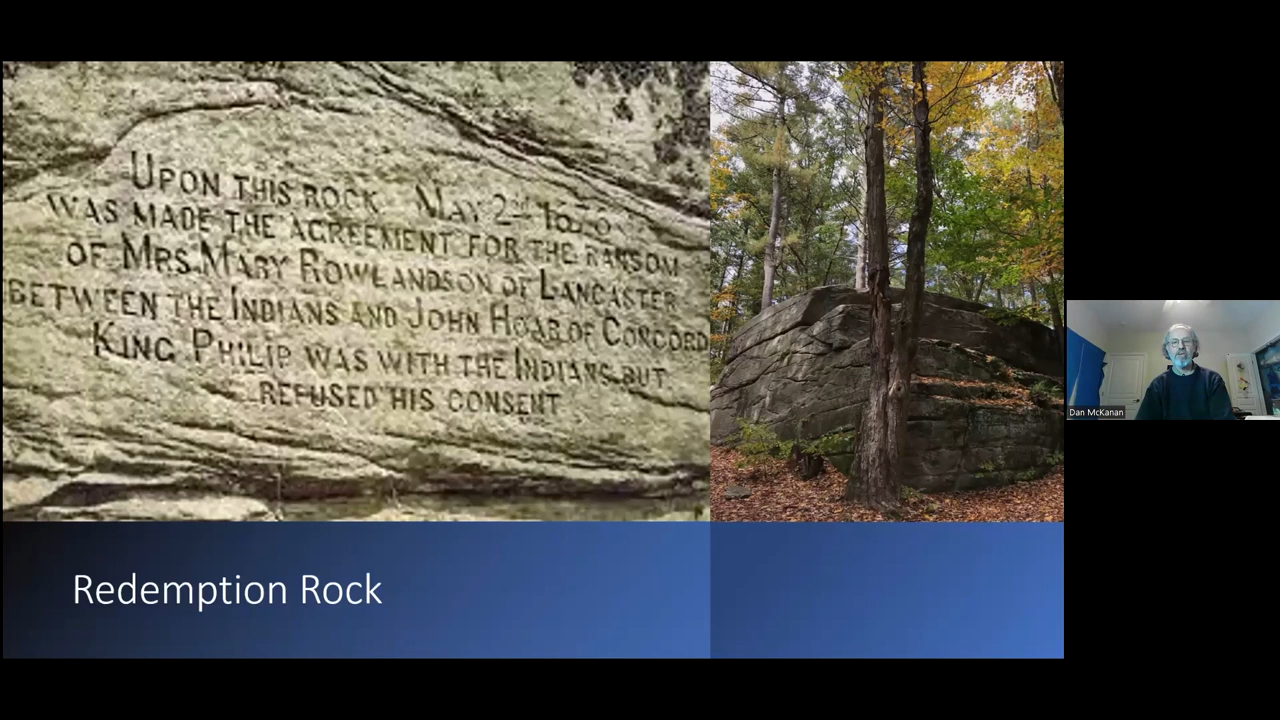 UPON THIS ROCK MAY 2ND 1676
WAS MADE THE AGREEMENT FOR THE RANSOM
OF MRS. MARY ROWLANDSON OF LANCASTER
BETWEEN THE INDIANS AND JOHN HOAR OF CONCORD
KING PHILIP WAS WITH THE INDIANS BUT
REFUSED HIS CONSENT
Redemption Rock
Dan McKanan